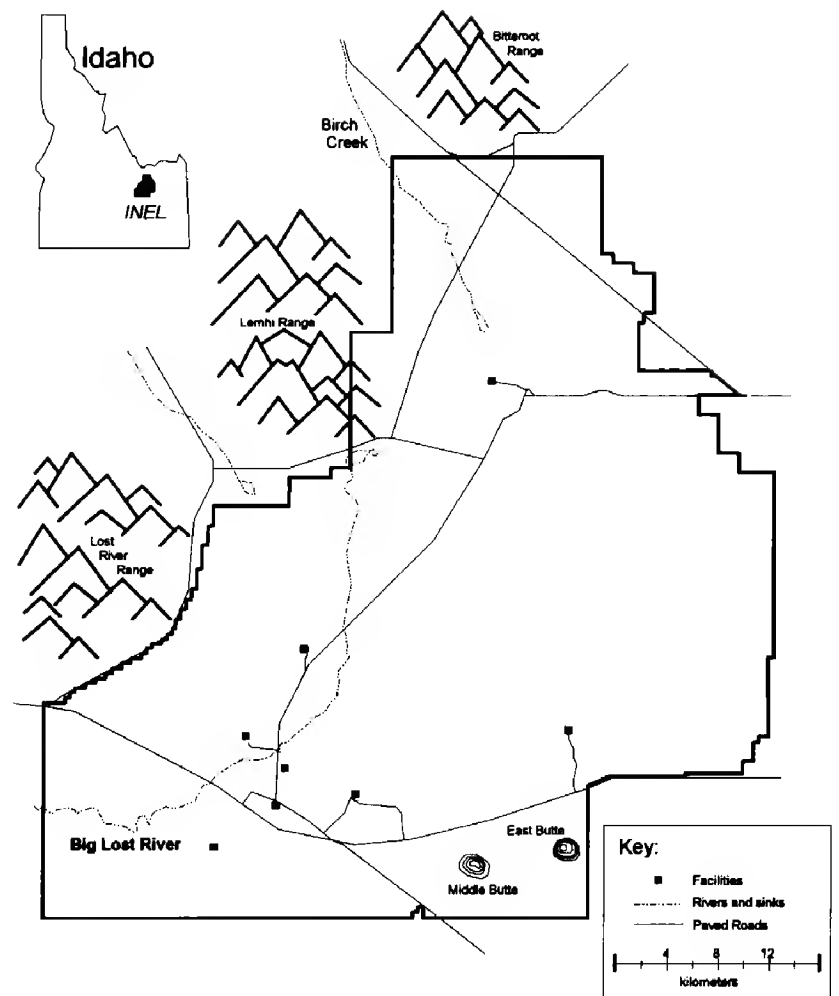 Idaho
INEL
Bitterroot
Range
Birch
Creek
Lemhi Range
Lost
River
Range
Big Lost River
East Butte
Middle Butte
Key:
Facilities
Rivers and sinks
Paved Roads
4 8 12
kilometers